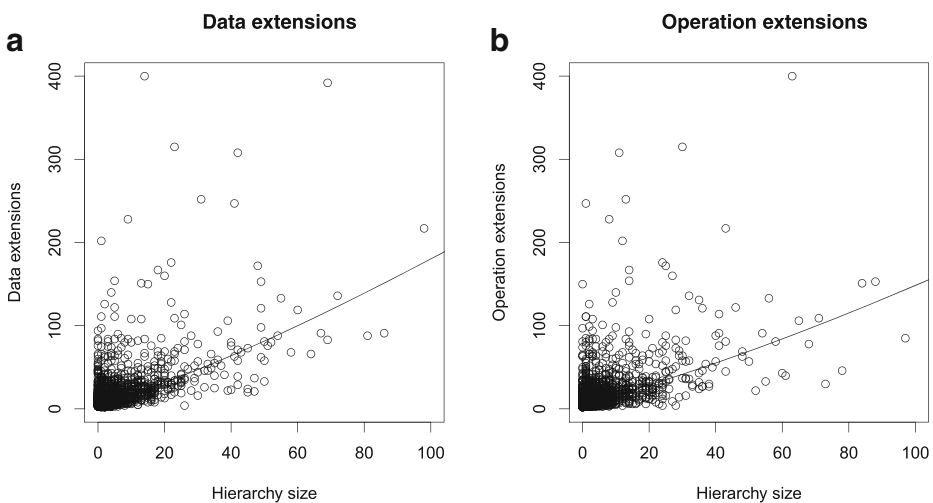 a
Data extensions
Data extensions
400
300
200
100
0
0 20 40 60 80 100
Hierarchy size
b
Operation extensions
Operation extensions
400
300
200
100
0
0 20 40 60 80 100
Hierarchy size